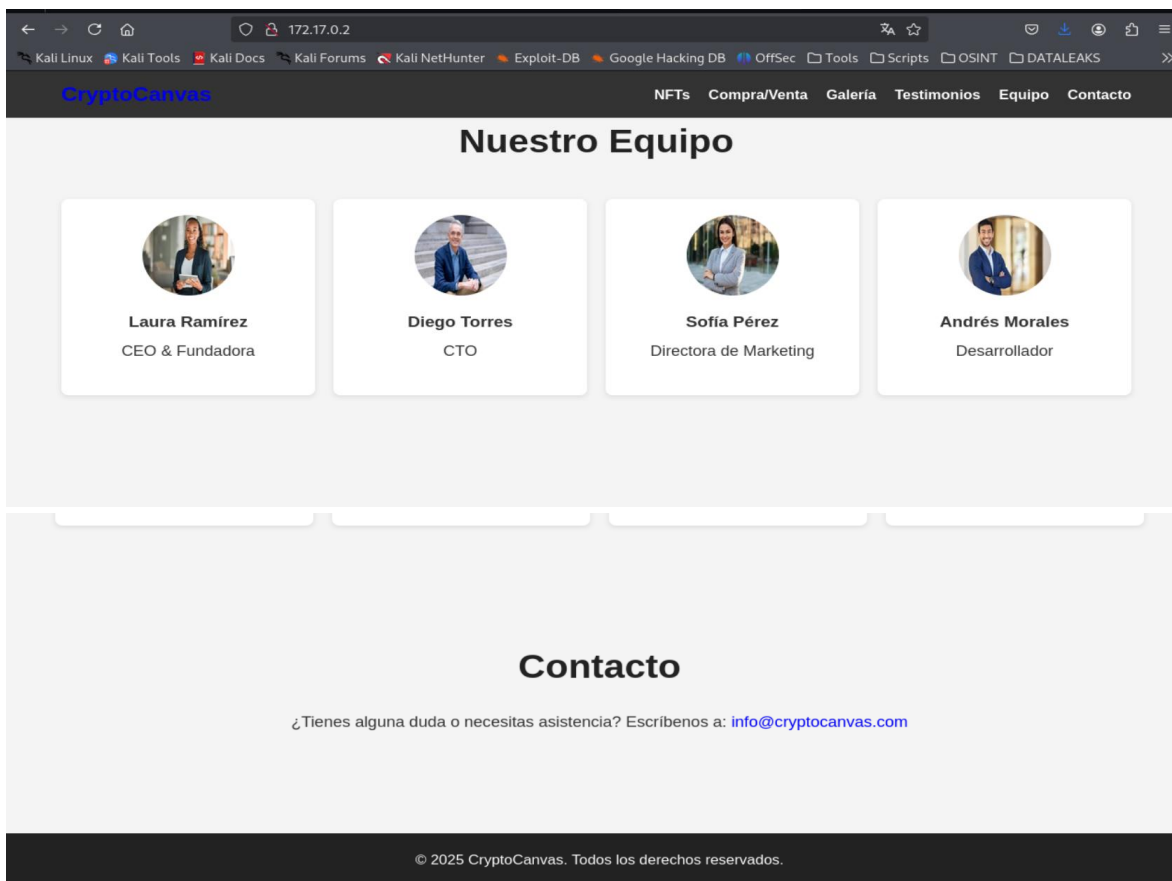 172.17.0.2
Kali Linux Kali Tools Kali Docs Kali Forums Kali NetHunter Exploit-DB Google Hacking DB OffSec Tools Scripts OSINT DATALEAKS
CryptoCanvas NFTs Compra/Venta Galería Testimonios Equipo Contacto
Nuestro Equipo
Laura Ramírez Diego Torres Sofía Pérez Andrés Morales
CEO & Fundadora CTO Directora de Marketing Desarrollador
Contacto
¿Tienes alguna duda o necesitas asistencia? Escríbenos a: info@cryptocanvas.com
© 2025 CryptoCanvas. Todos los derechos reservados.